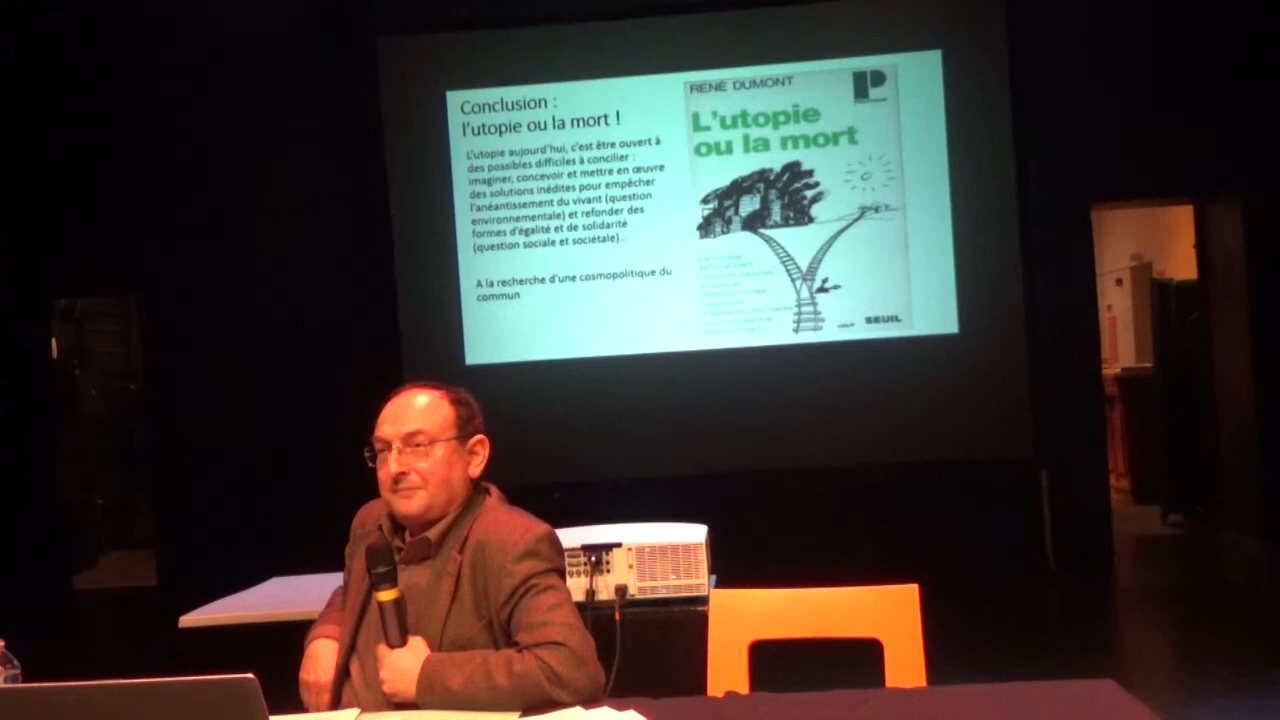 Conclusion :
l'utopie ou la mort !
L'utopie aujourd'hui, c'est être ouvert à
des possibles difficiles à concilier :
imaginer, concevoir et mettre en œuvre
des solutions inédites pour empêcher
l'anéantissement du vivant (question
environnementale) et refonder des
formes d'égalité et de solidarité
(question sociale et sociétale)...
A la recherche d'une cosmopolitique du
commun
RENÉ DUMONT
P
L'utopie
ou la mort
SEUIL